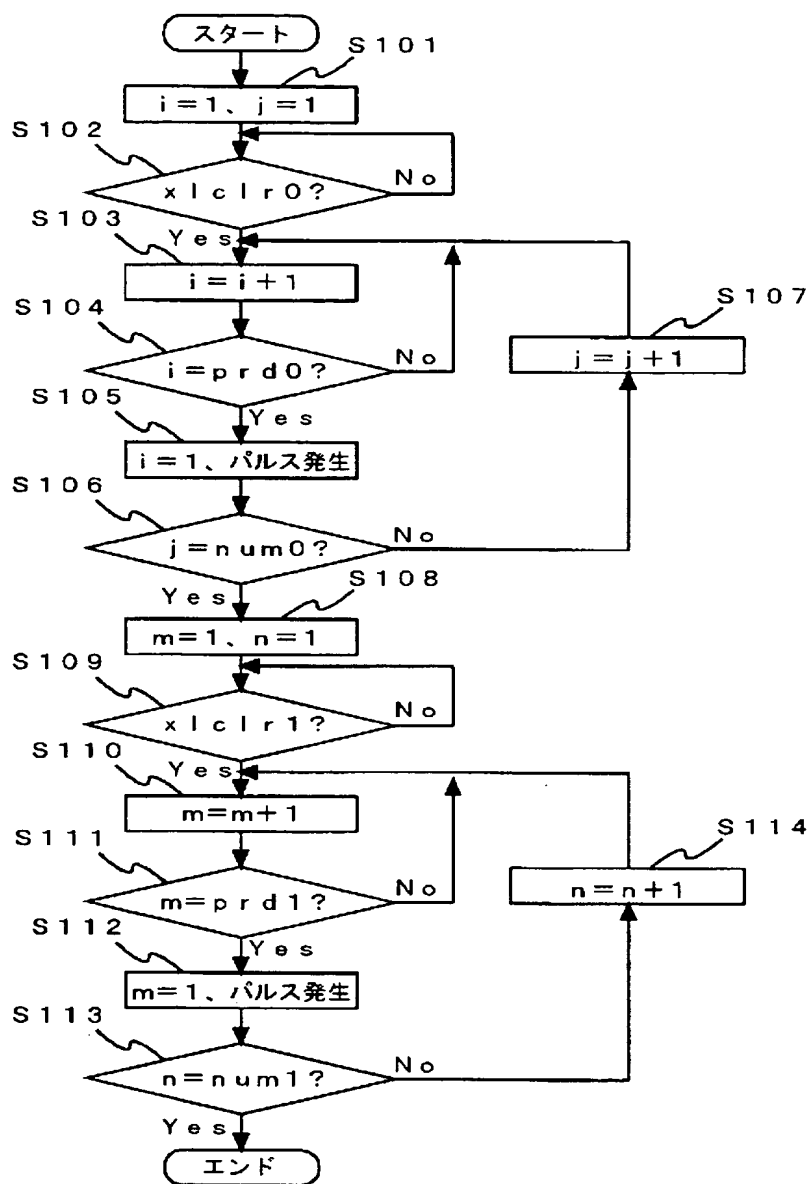 スタート
S101
i=1、j=1
S102
xlclr0?
No
S103
Yes
i=i+1
S104
i=prd0?
No
S107
j=j+1
S105
Yes
i=1、パルス発生
S106
j=num0?
No
Yes
S108
m=1、n=1
S109
xlclr1?
No
S110
Yes
m=m+1
S111
m=prd1?
No
S114
n=n+1
S112
Yes
m=1、パルス発生
S113
n=num1?
No
Yes
エンド